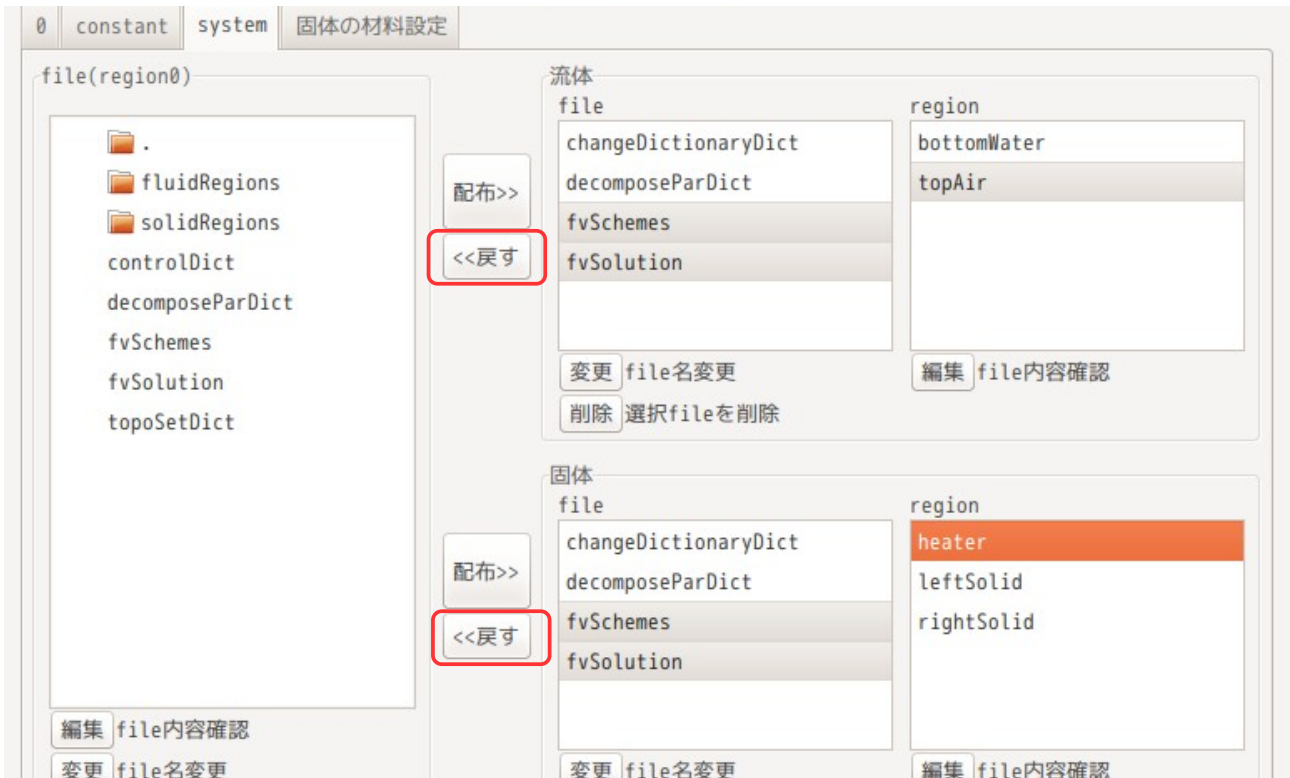 0 constant system 固体の材料設定
file(region0)
.
fluidRegions
solidRegions
controlDict
decomposeParDict
fvSchemes
fvSolution
topoSetDict
編集 file内容確認
変更 file名変更
配布>>
<<戻す
流体
file
changeDictionaryDict
decomposeParDict
fvSchemes
fvSolution
変更 file名変更
削除 選択fileを削除
region
bottomWater
topAir
編集 file内容確認
配布>>
<<戻す
固体
file
changeDictionaryDict
decomposeParDict
fvSchemes
fvSolution
変更 file名変更
region
heater
leftSolid
rightSolid
編集 file内容確認